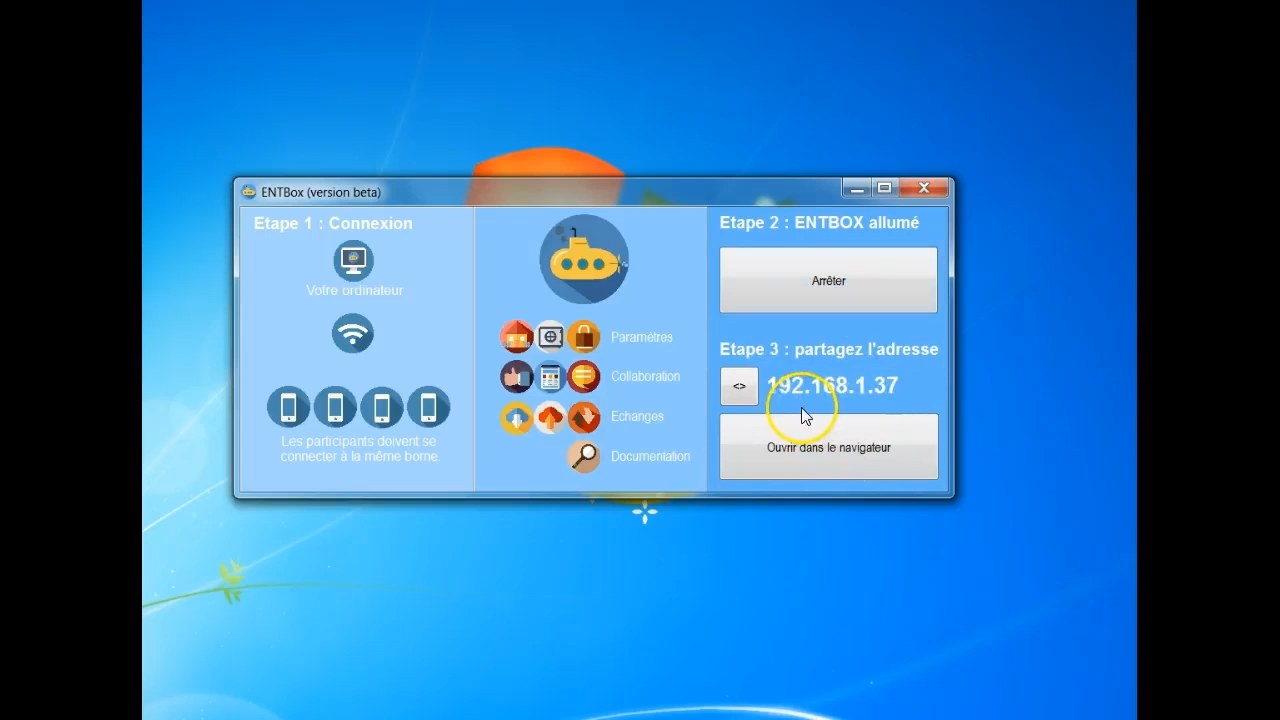 ENTBox (version beta)
Etape 1 : Connexion
Votre ordinateur
Les participants doivent se
connecter à la même borne.
Paramètres
Collaboration
Echanges
Documentation
Etape 2 : ENTBOX allumé
Arrêter
Etape 3 : partagez l'adresse
<> 192.168.1.37
Ouvrir dans le navigateur